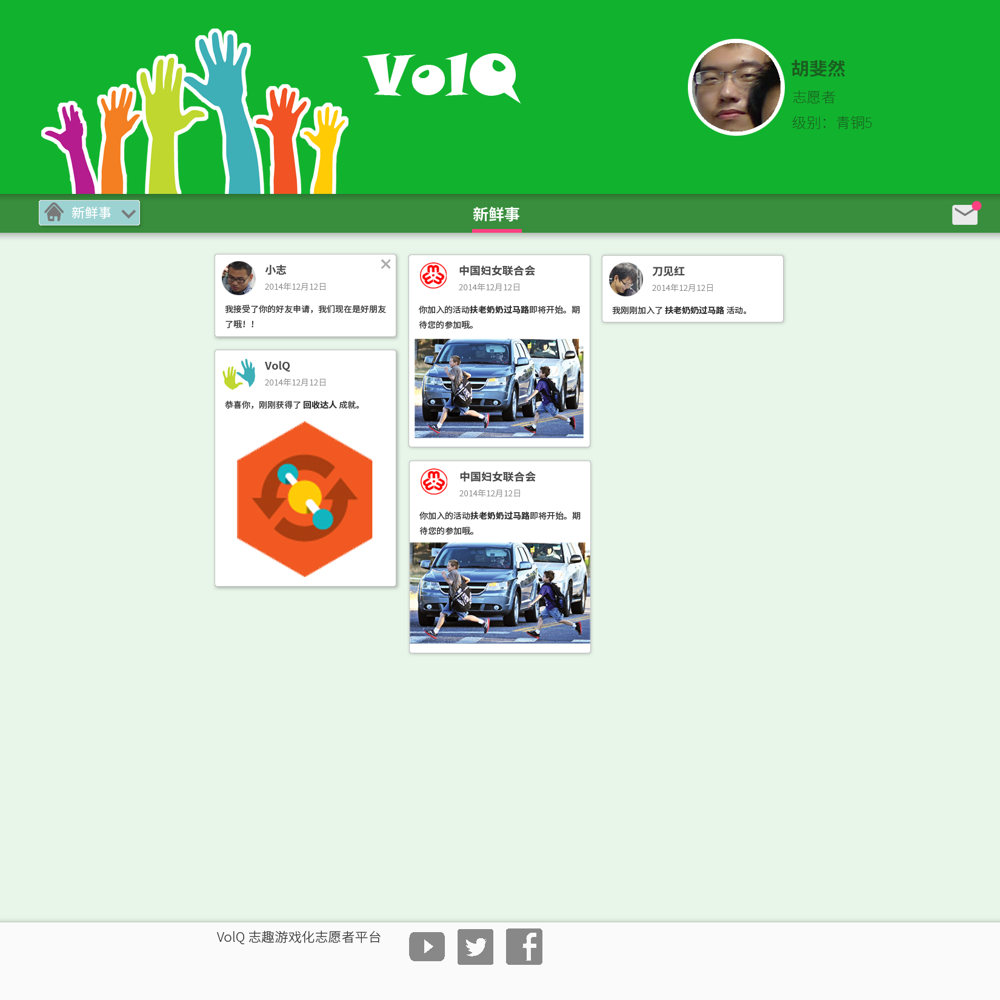 VolQ
胡斐然
志愿者
级别：青铜5
新鲜事
新鲜事
小志
2014年12月12日
我接受了你的好友申请，我们现在是好朋友
了哦！！
VolQ
2014年12月12日
恭喜你，刚刚获得了 回收达人 成就。
中国妇女联合会
2014年12月12日
你加入的活动扶老奶奶过马路即将开始。期
待您的参加哦。
中国妇女联合会
2014年12月12日
你加入的活动扶老奶奶过马路即将开始。期
待您的参加哦。
刀见红
2014年12月12日
我刚刚加入了 扶老奶奶过马路 活动。
VolQ 志趣游戏化志愿者平台